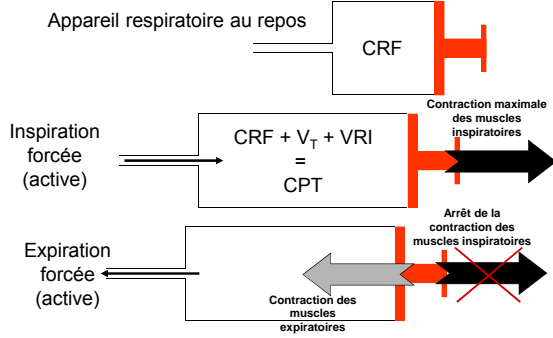 Appareil respiratoire au repos
CRF
Contraction maximale
des muscles
inspiratoires
Inspiration
forcée
(active)
CRF + V_T + VRI
=
CPT
Arrêt de la
contraction des
muscles inspiratoires
Expiration
forcée
(active)
Contraction des
muscles
expiratoires